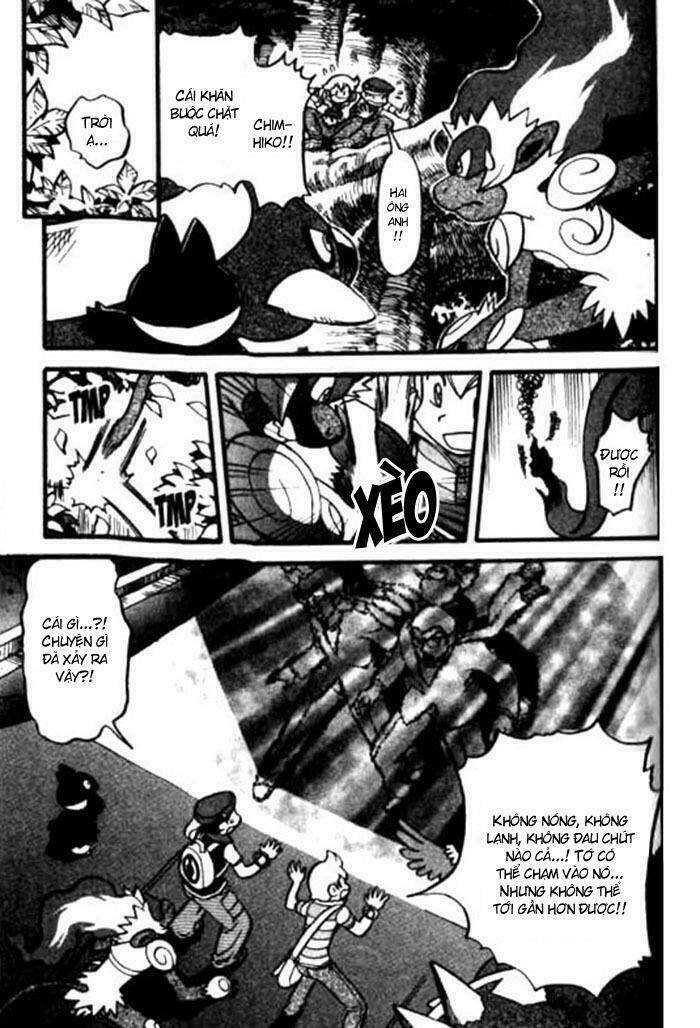 TRỜI
Ạ...
CÁI KHĂN
BUỘC CHẶT
QUÁ!
CHIM-
HIKO!!
HAI
ÔNG
ANH
!!
TMP
TMP
XÈO
ĐƯỢC
RỒI
!!
CÁI GÌ...?!
CHUYỆN GÌ
ĐÃ XẢY RA
VẬY?!
KHÔNG NÓNG, KHÔNG
LẠNH, KHÔNG ĐAU CHÚT
NÀO CẢ...! TỚ CÓ
THỂ CHẠM VÀO NÓ...
NHƯNG KHÔNG THỂ
TỚI GẦN HƠN ĐƯỢC!!